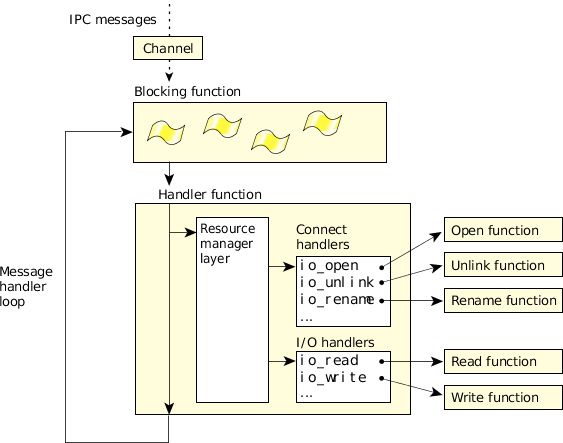 IPC messages
Channel
Blocking function
Handler function
Resource
manager
layer
Connect
handlers
io_open
io_unlink
io_rename
...
I/O handlers
io_read
io_write
...
Open function
Unlink function
Rename function
Read function
Write function
Message
handler
loop